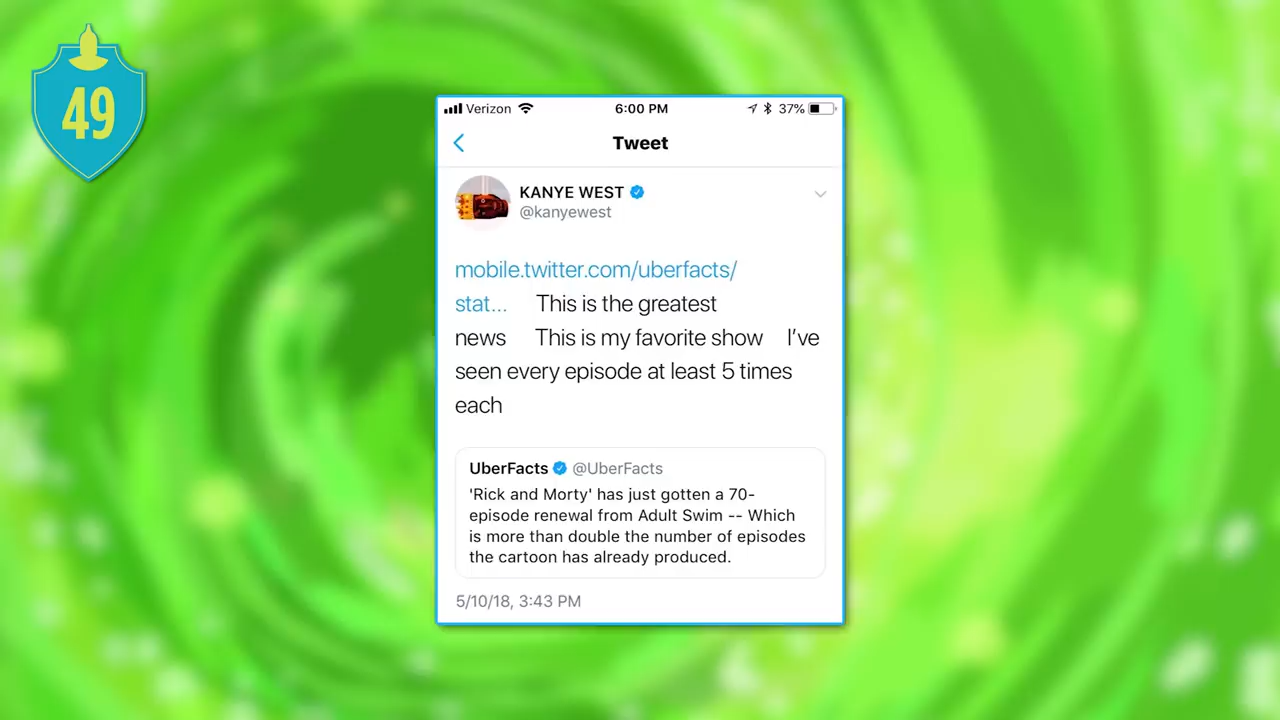 49
Verizon 6:00 PM 37%
Tweet
KANYE WEST
@kanyewest
mobile.twitter.com/uberfacts/
stat... This is the greatest
news This is my favorite show I've
seen every episode at least 5 times
each
UberFacts @UberFacts
'Rick and Morty' has just gotten a 70-
episode renewal from Adult Swim -- Which
is more than double the number of episodes
the cartoon has already produced.
5/10/18, 3:43 PM